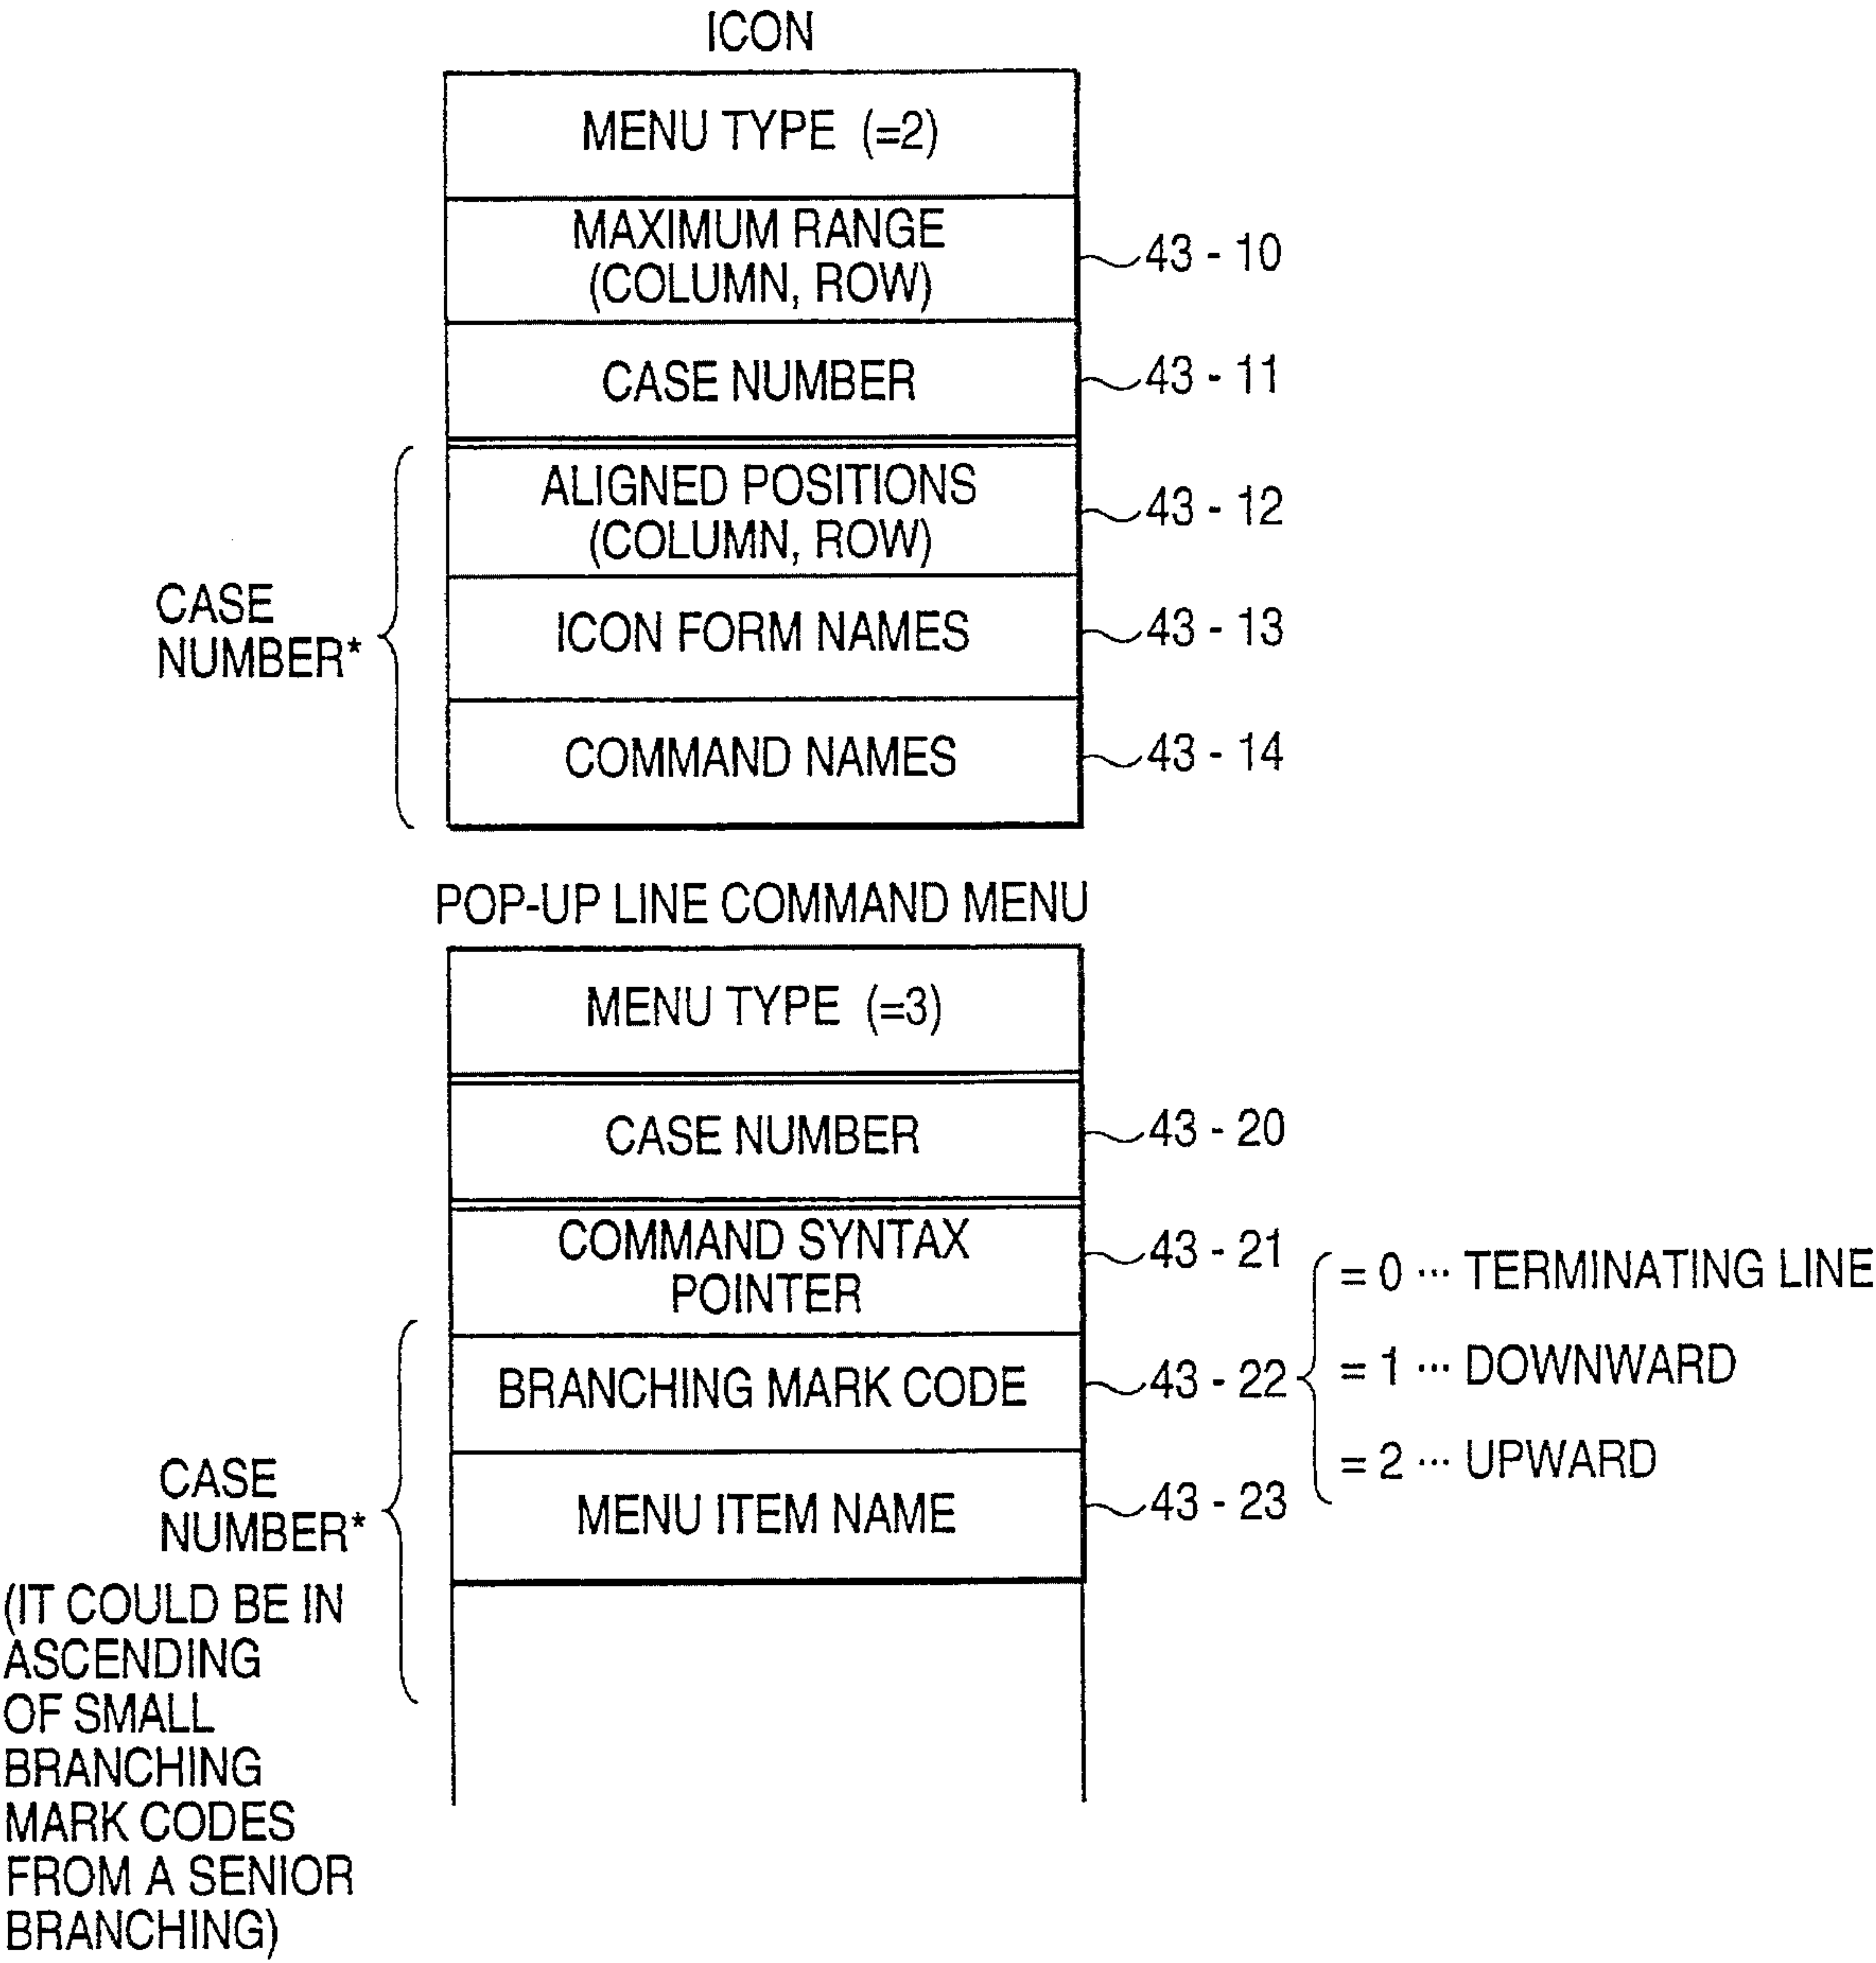 ICON
MENU TYPE (=2)
MAXIMUM RANGE
(COLUMN, ROW)
43 - 10
CASE NUMBER
43 - 11
ALIGNED POSITIONS
(COLUMN, ROW)
43 - 12
CASE
NUMBER*
ICON FORM NAMES
43 - 13
COMMAND NAMES
43 - 14
POP-UP LINE COMMAND MENU
MENU TYPE (=3)
CASE NUMBER
43 - 20
COMMAND SYNTAX
POINTER
43 - 21
BRANCHING MARK CODE
43 - 22
= 0 ··· TERMINATING LINE
= 1 ··· DOWNWARD
= 2 ··· UPWARD
MENU ITEM NAME
43 - 23
CASE
NUMBER*
(IT COULD BE IN
ASCENDING
OF SMALL
BRANCHING
MARK CODES
FROM A SENIOR
BRANCHING)